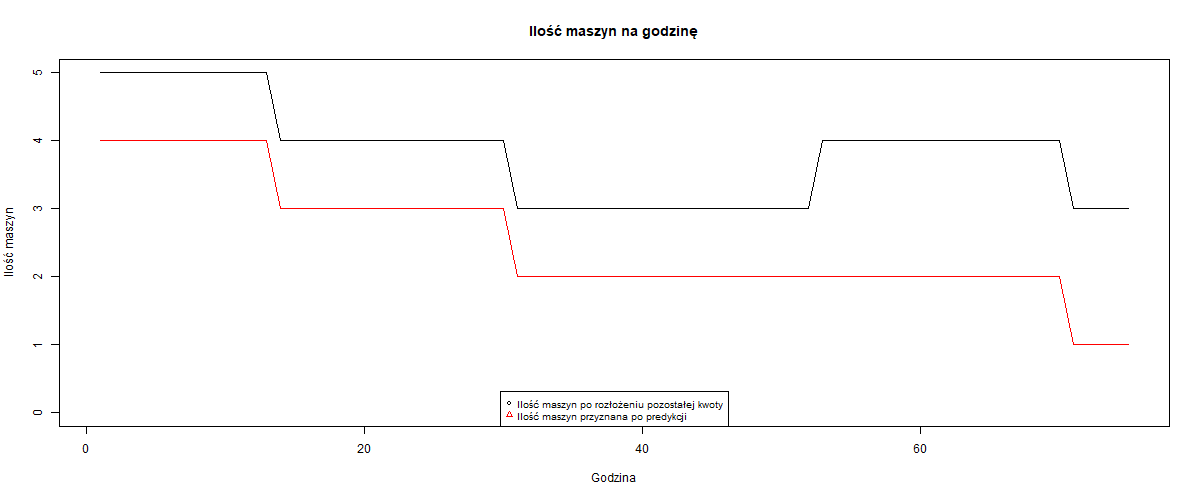 Ilość maszyn na godzinę
Ilość maszyn
5
4
3
2
1
0
Ilość maszyn po rozłożeniu pozostałej kwoty
Ilość maszyn przyznana po predykcji
0 20 40 60
Godzina